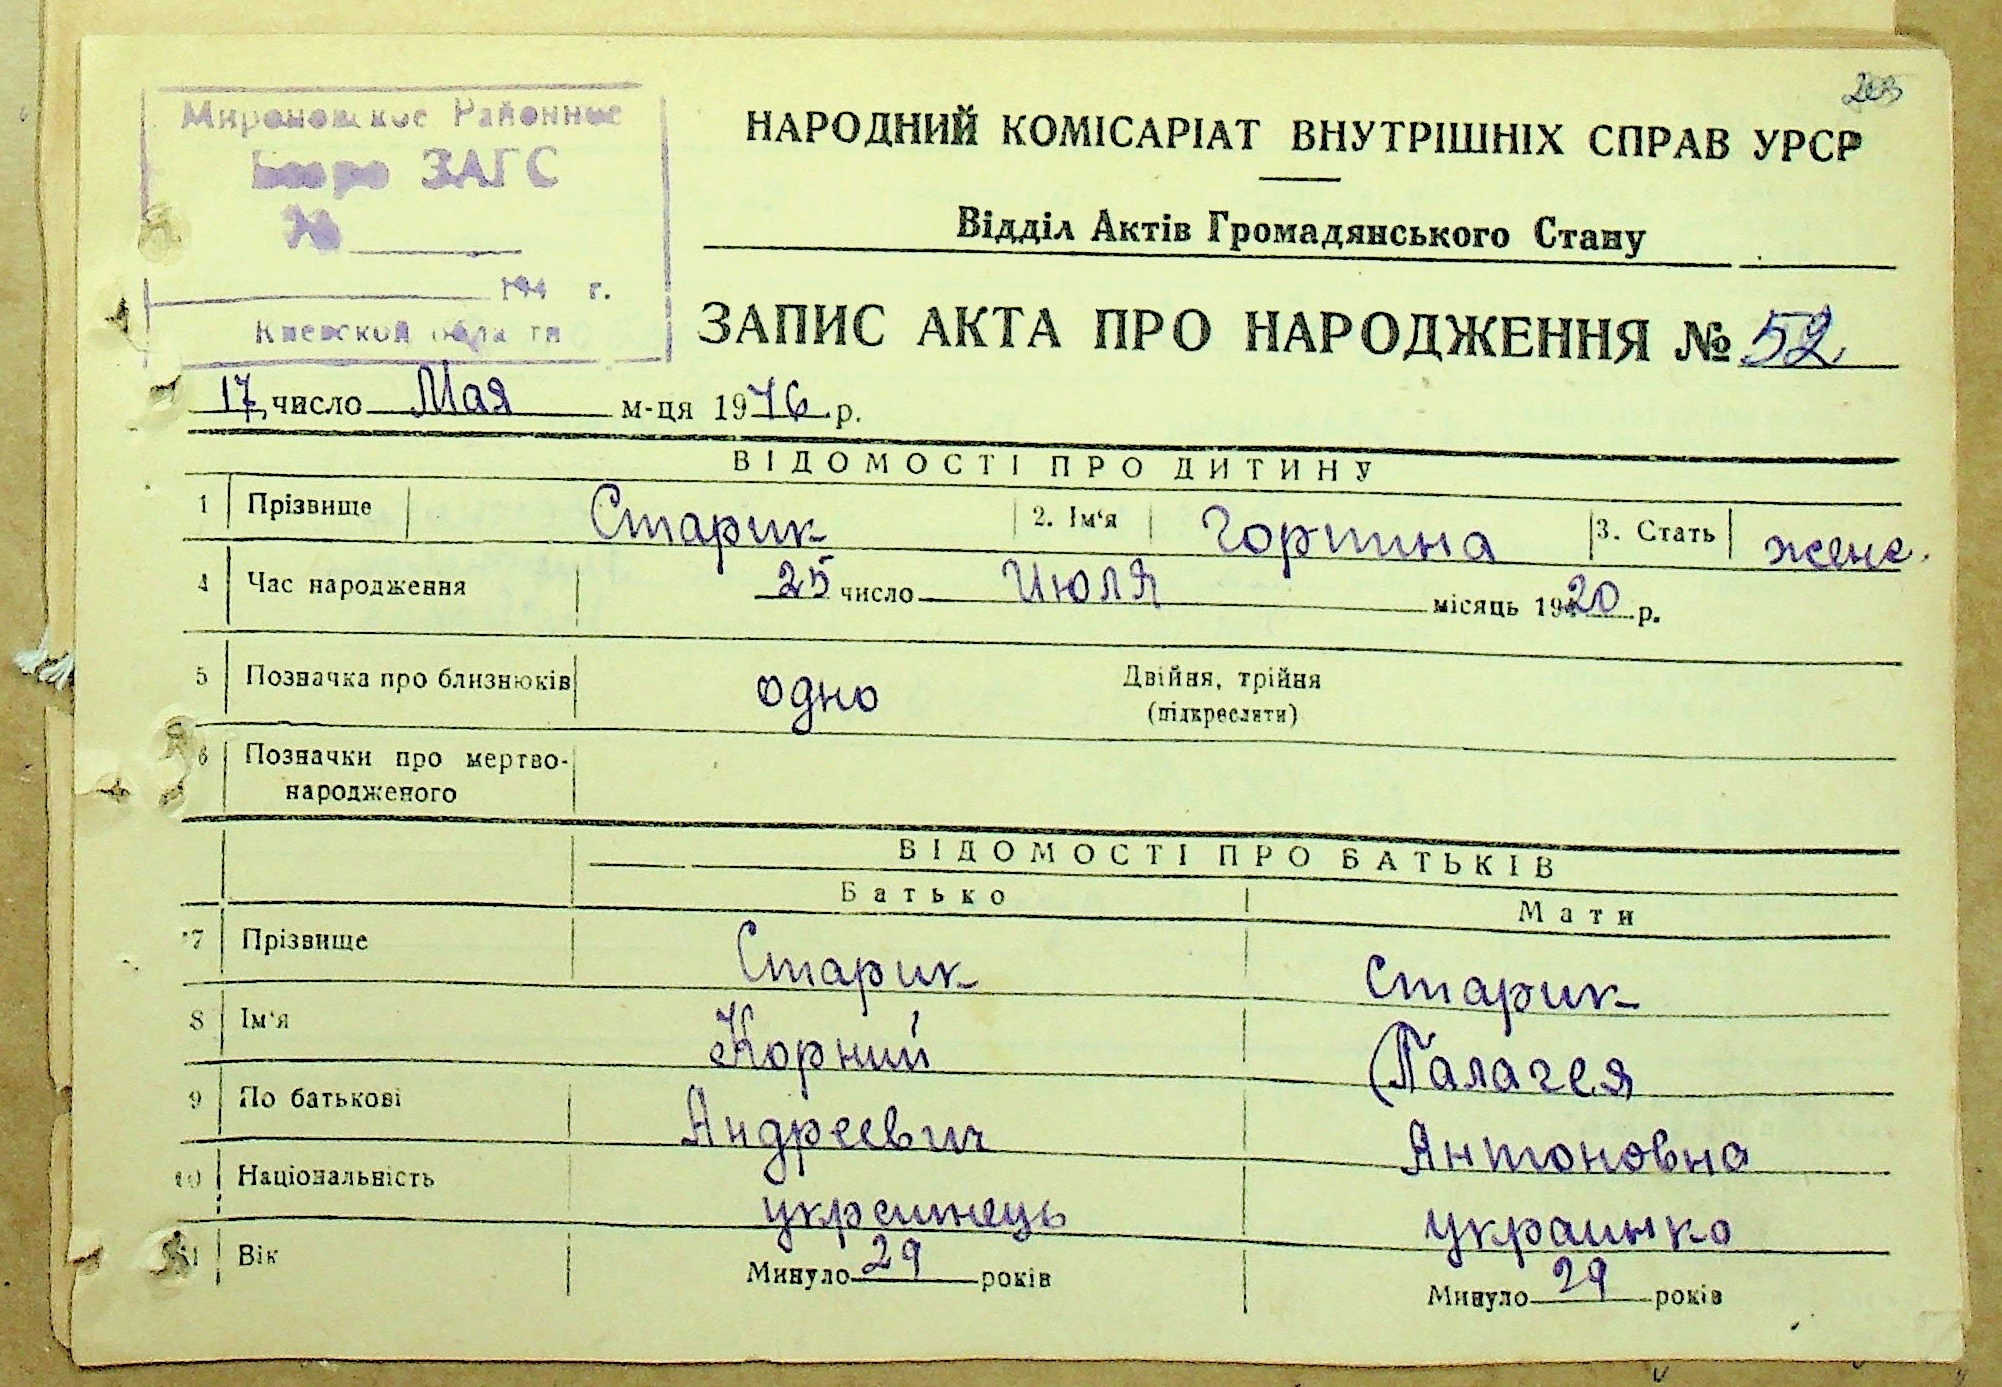 203
Мироновское Районное
Бюро ЗАГС
№
194 г.
Киевской области
НАРОДНИЙ КОМІСАРІАТ ВНУТРІШНІХ СПРАВ УРСР
Відділ Актів Громадянського Стану
ЗАПИС АКТА ПРО НАРОДЖЕННЯ № 52
17 число Мая м-ця 1946 р.
ВІДОМОСТІ ПРО ДИТИНУ
1 Прізвище Старик 2. Ім'я Горпина 3. Стать женс.
4 Час народження 25 число Июля місяць 1920 р.
5 Позначка про близнюків одно Двійня, трійня
(підкреслити)
6 Позначки про мертво-
народженого
ВІДОМОСТІ ПРО БАТЬКІВ
Батько Мати
7 Прізвище Старик Старик
8 Ім'я Корний Палагея
9 По батькові Андреевич Антоновна
10 Національність украинець украинка
11 Вік Минуло 29 років Минуло 29 років